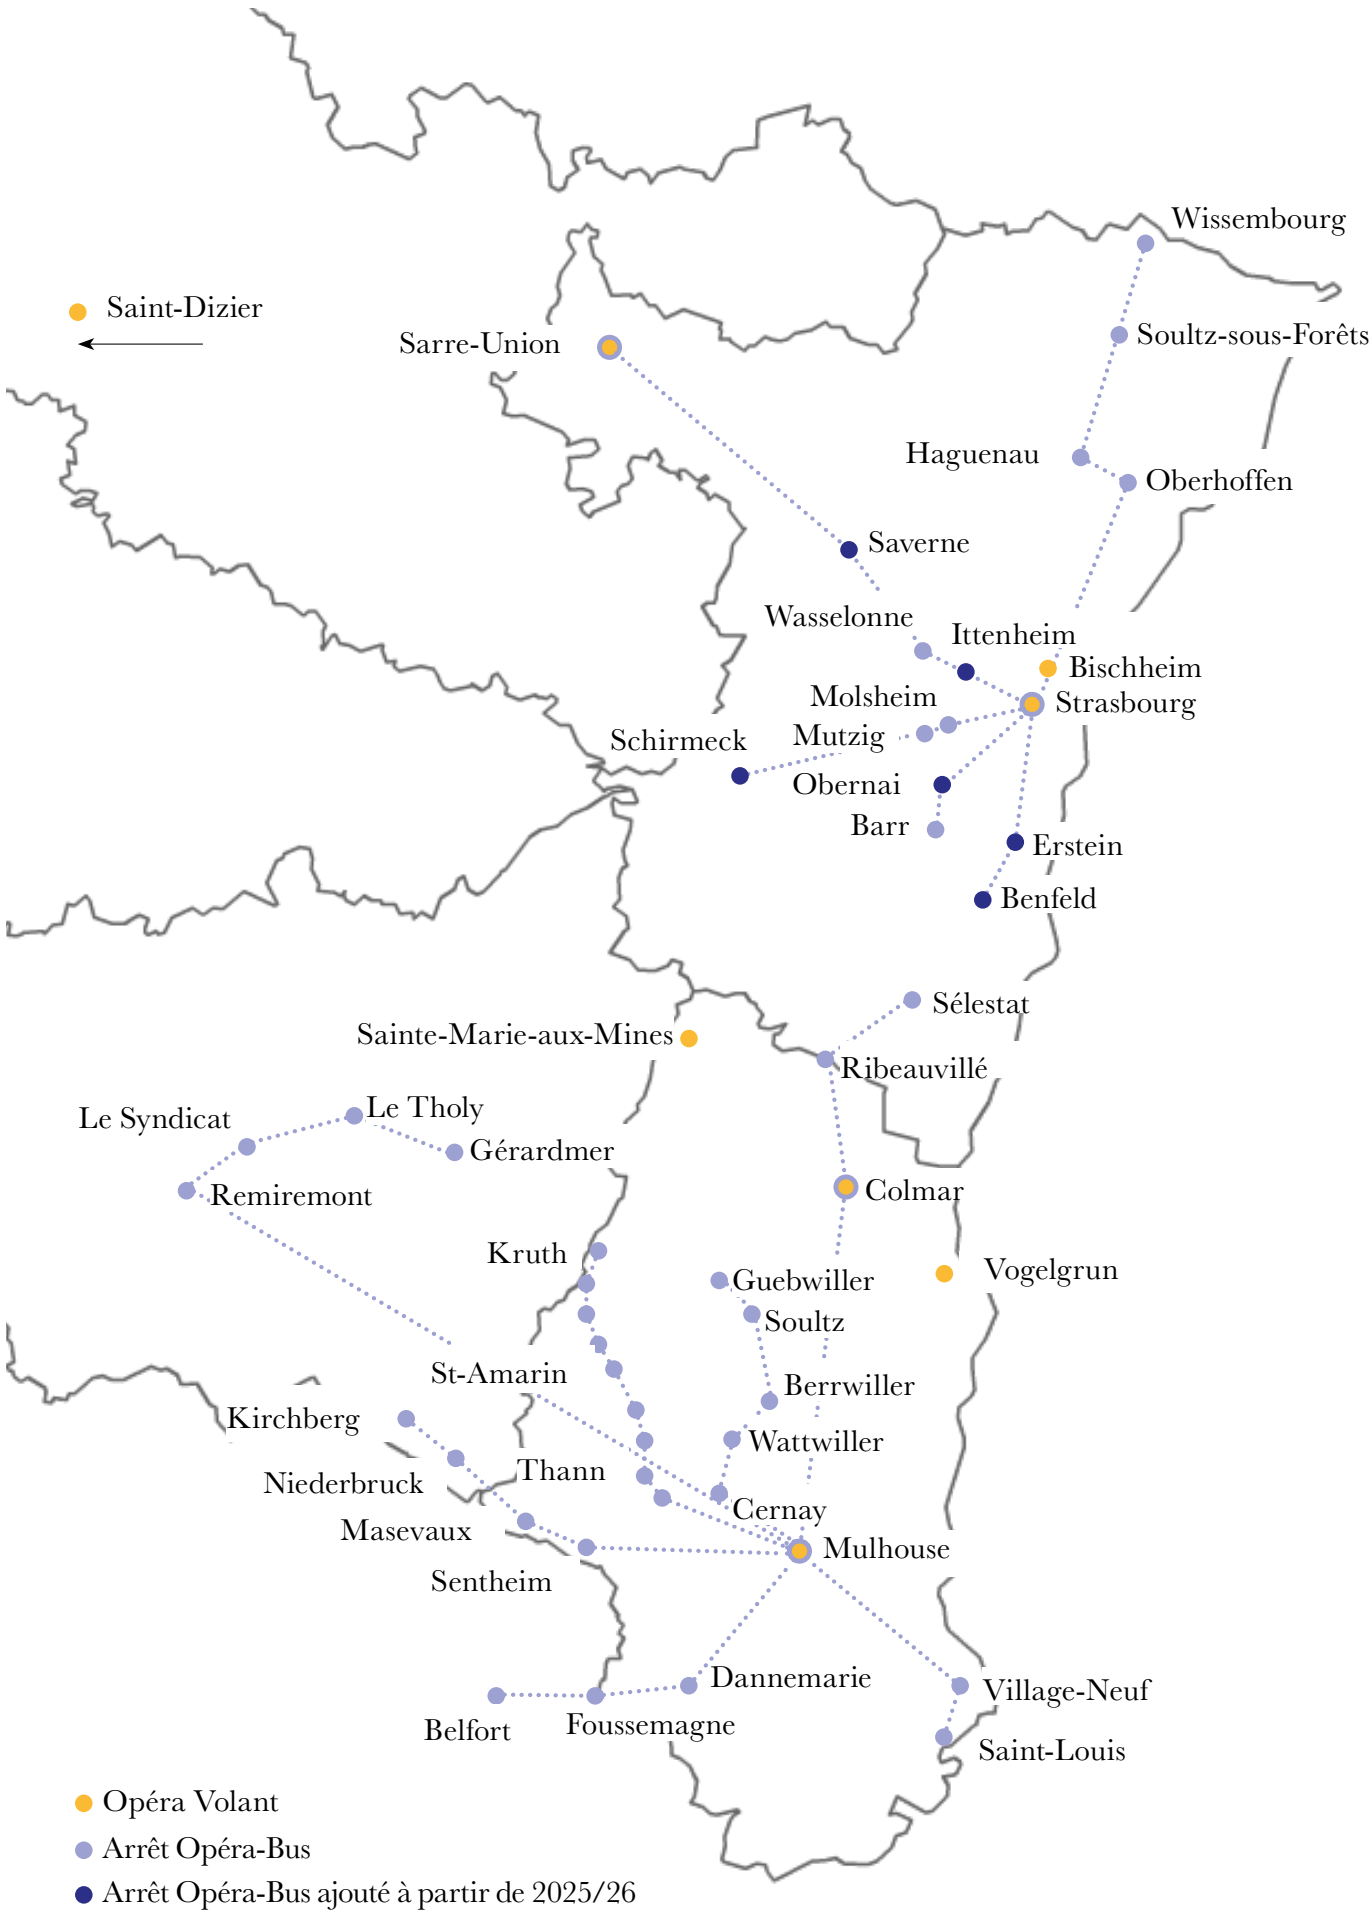 Wissembourg
Saint-Dizier
Soultz-sous-Forêts
Sarre-Union
Haguenau
Oberhoffen
Saverne
Wasselonne
Ittenheim
Bischheim
Molsheim
Strasbourg
Schirmeck
Mutzig
Obernai
Barr
Erstein
Benfeld
Sélestat
Sainte-Marie-aux-Mines
Ribeauvillé
Le Tholy
Le Syndicat
Gérardmer
Remiremont
Colmar
Kruth
Vogelgrun
Guebwiller
Soultz
St-Amarin
Berrwiller
Kirchberg
Wattwiller
Thann
Niederbruck
Cernay
Masevaux
Mulhouse
Sentheim
Dannemarie
Village-Neuf
Belfort
Foussemagne
Saint-Louis
Opéra Volant
Arrêt Opéra-Bus
Arrêt Opéra-Bus ajouté à partir de 2025/26